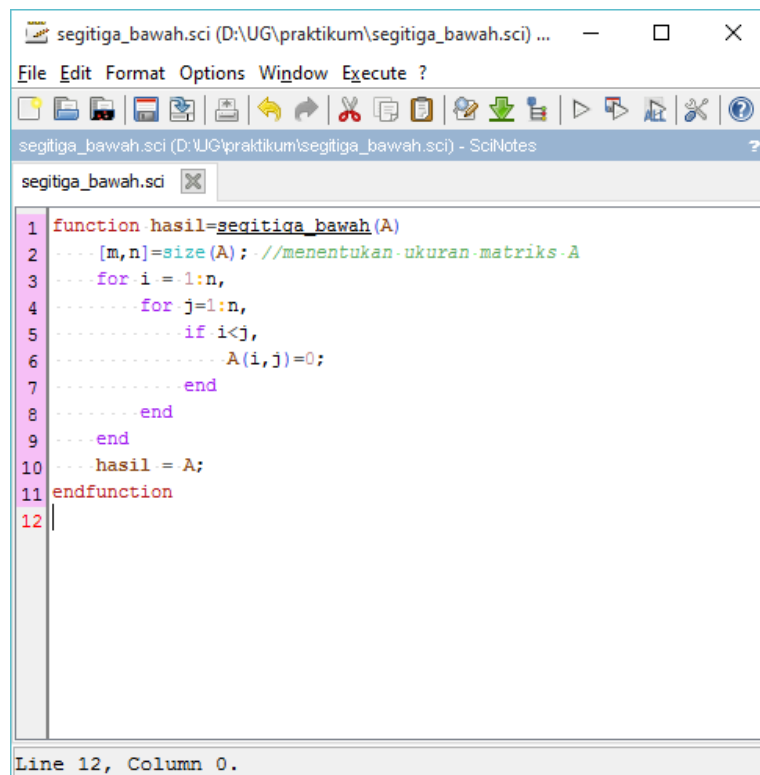 segitiga_bawah.sci (D:\UG\praktikum\segitiga_bawah.sci) ...
File Edit Format Options Window Execute ?
segitiga_bawah.sci (D:\UG\praktikum\segitiga_bawah.sci) - SciNotes ?
segitiga_bawah.sci
1 function hasil=segitiga_bawah(A)
2 [m,n]=size(A); //menentukan ukuran matriks A
3 for i = 1:n,
4 for j=1:n,
5 if i<j,
6 A(i,j)=0;
7 end
8 end
9 end
10 hasil = A;
11 endfunction
12
Line 12, Column 0.